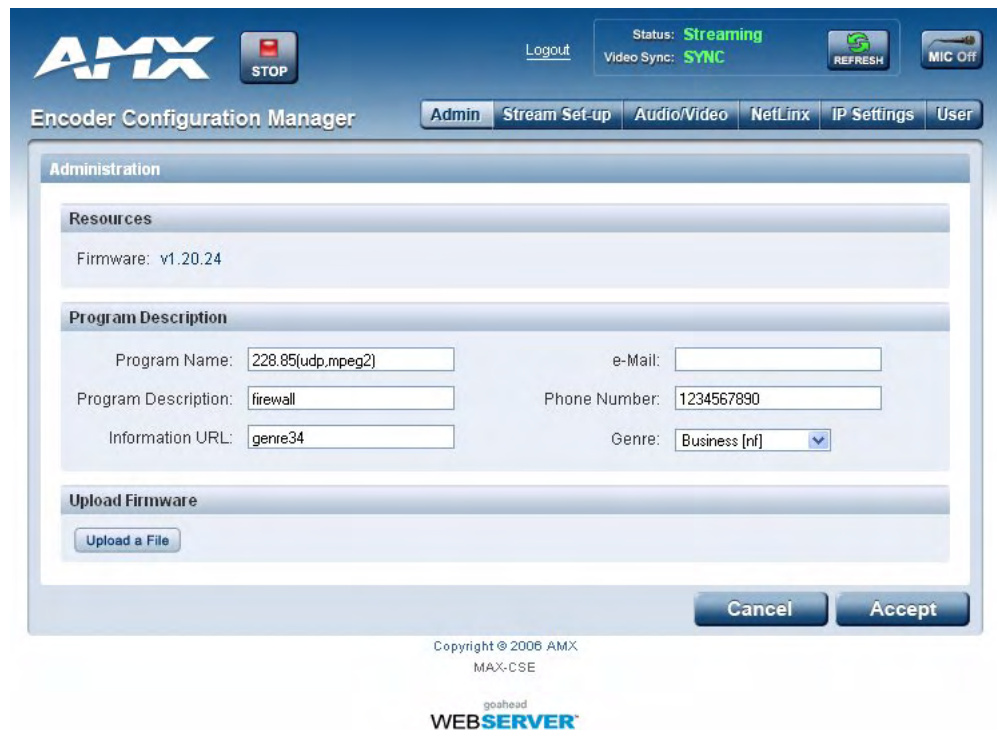 AMX
STOP
Logout
Status: Streaming
Video Sync: SYNC
REFRESH
MIC Off
Encoder Configuration Manager
Admin Stream Set-up Audio/Video NetLinx IP Settings User
Administration
Resources
Firmware: v1.20.24
Program Description
Program Name: 228.85(udp,mpeg2) e-Mail:
Program Description: firewall Phone Number: 1234567890
Information URL: genre34 Genre: Business [nf]
Upload Firmware
Upload a File
Cancel Accept
Copyright © 2006 AMX
MAX-CSE
goahead
WEBSERVER™